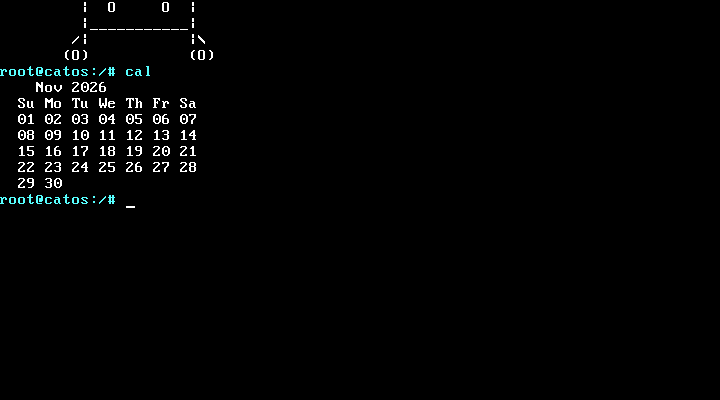 ¦  O     O  ¦
¦___________¦
/¦           ¦\
(O)           (O)
root@catos:/# cal
    Nov 2026
  Su Mo Tu We Th Fr Sa
  01 02 03 04 05 06 07
  08 09 10 11 12 13 14
  15 16 17 18 19 20 21
  22 23 24 25 26 27 28
  29 30
root@catos:/# _